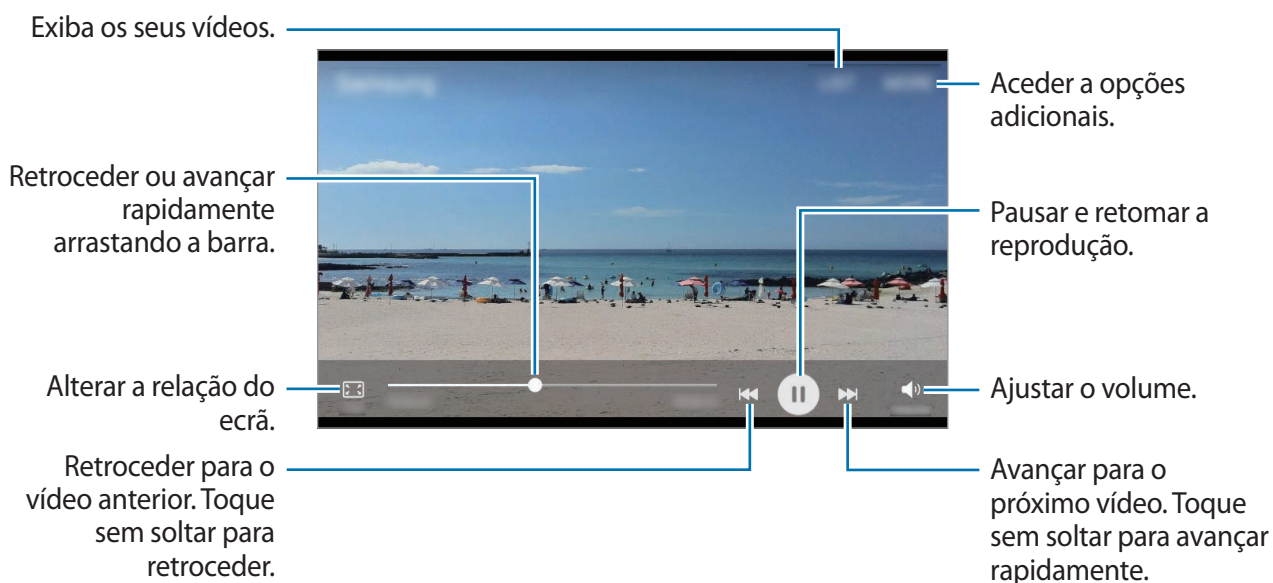 Exiba os seus vídeos.
Aceder a opções
adicionais.
Retroceder ou avançar
rapidamente
arrastando a barra.
Pausar e retomar a
reprodução.
Alterar a relação do
ecrã.
Ajustar o volume.
Retroceder para o
vídeo anterior. Toque
sem soltar para
retroceder.
Avançar para o
próximo vídeo. Toque
sem soltar para avançar
rapidamente.